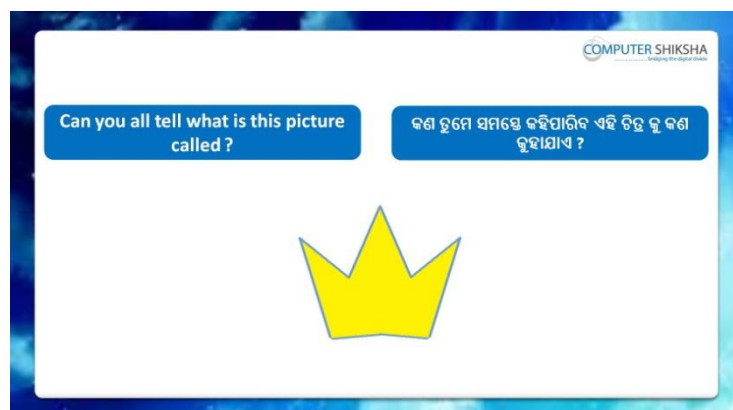 COMPUTER SHIKSHA
bridging the digital divide
Can you all tell what is this picture
called ?
କଣ ତୁମେ ସମସ୍ତେ କହିପାରିବ ଏହି ଚିତ୍ର କୁ କଣ
କୁହାଯାଏ ?